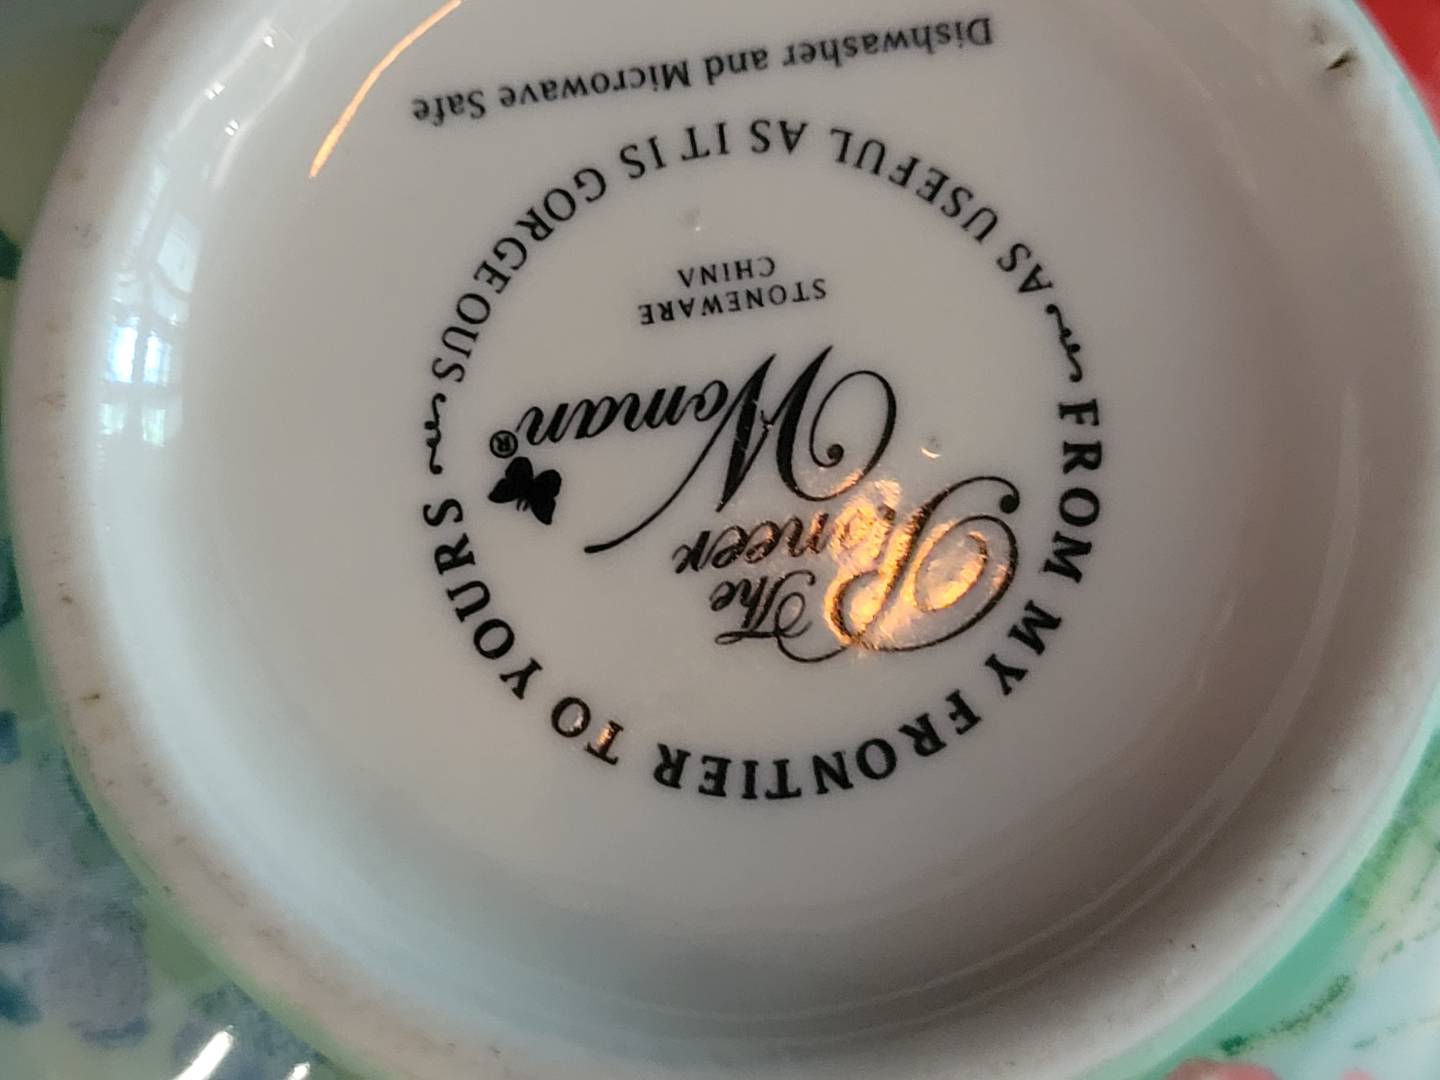 FROM MY FRONTIER TO YOURS
The
Pioneer
Woman®
STONEWARE
CHINA
AS USEFUL AS IT IS GORGEOUS
Dishwasher and Microwave Safe